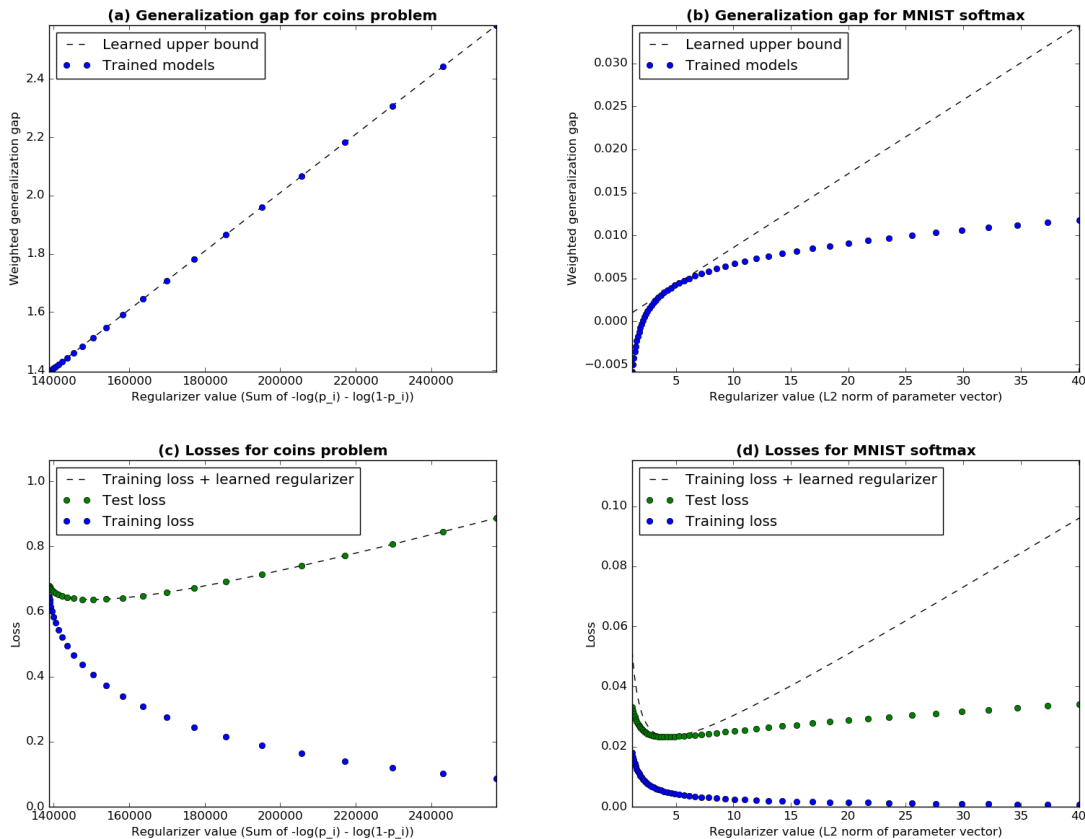 (a) Generalization gap for coins problem
Learned upper bound
Trained models
Weighted generalization gap
2.4
2.2
2.0
1.8
1.6
1.4
140000 160000 180000 200000 220000 240000
Regularizer value (Sum of -log(p_i) - log(1-p_i))
(b) Generalization gap for MNIST softmax
Learned upper bound
Trained models
Weighted generalization gap
0.030
0.025
0.020
0.015
0.010
0.005
0.000
−0.005
5 10 15 20 25 30 35 40
Regularizer value (L2 norm of parameter vector)
(c) Losses for coins problem
Training loss + learned regularizer
Test loss
Training loss
Loss
1.0
0.8
0.6
0.4
0.2
0.0
140000 160000 180000 200000 220000 240000
Regularizer value (Sum of -log(p_i) - log(1-p_i))
(d) Losses for MNIST softmax
Training loss + learned regularizer
Test loss
Training loss
Loss
0.10
0.08
0.06
0.04
0.02
0.00
5 10 15 20 25 30 35 40
Regularizer value (L2 norm of parameter vector)